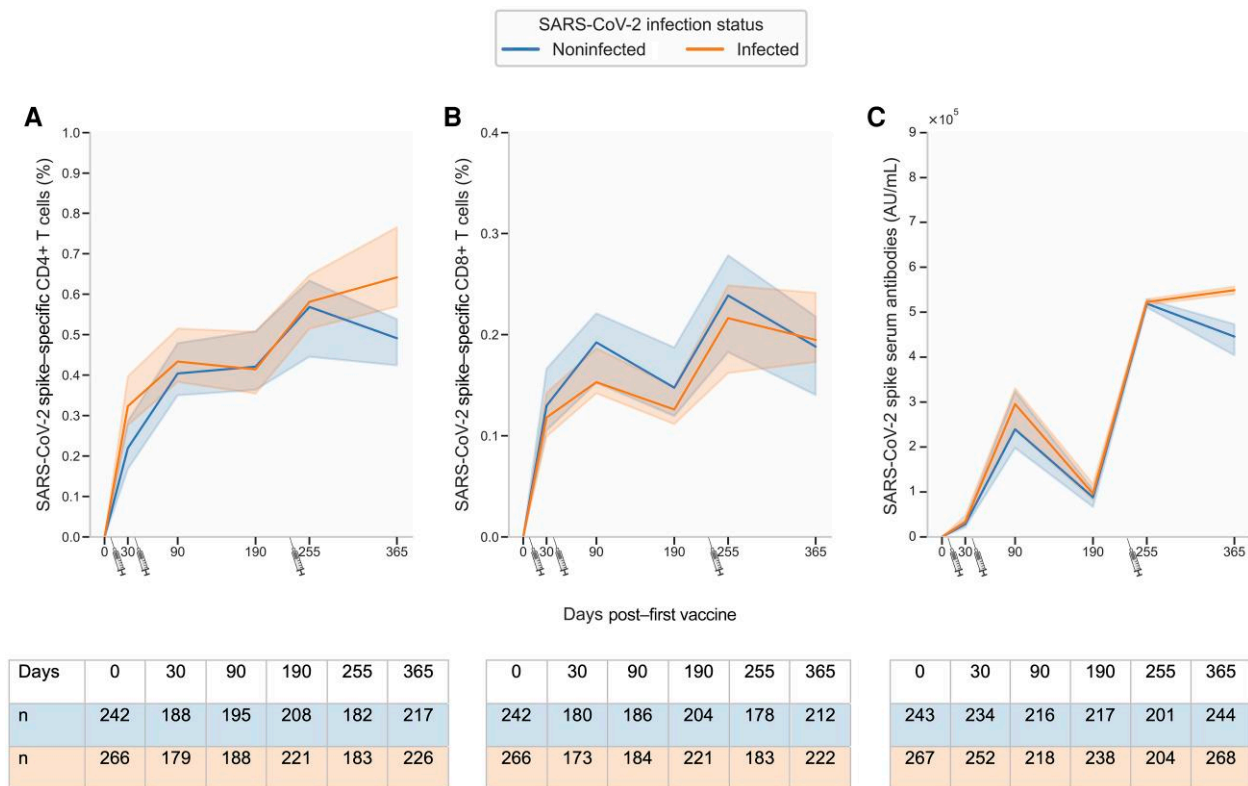 SARS-CoV-2 infection status
Noninfected Infected
A
SARS-CoV-2 spike–specific CD4+ T cells (%)
1.0
0.9
0.8
0.7
0.6
0.5
0.4
0.3
0.2
0.1
0.0
0 30 90 190 255 365
B
SARS-CoV-2 spike–specific CD8+ T cells (%)
0.4
0.3
0.2
0.1
0.0
0 30 90 190 255 365
C
×10⁵
SARS-CoV-2 spike serum antibodies (AU/mL)
9
8
7
6
5
4
3
2
1
0
0 30 90 190 255 365
Days post–first vaccine
Days 0 30 90 190 255 365
n 242 188 195 208 182 217
n 266 179 188 221 183 226
0 30 90 190 255 365
242 180 186 204 178 212
266 173 184 221 183 222
0 30 90 190 255 365
243 234 216 217 201 244
267 252 218 238 204 268